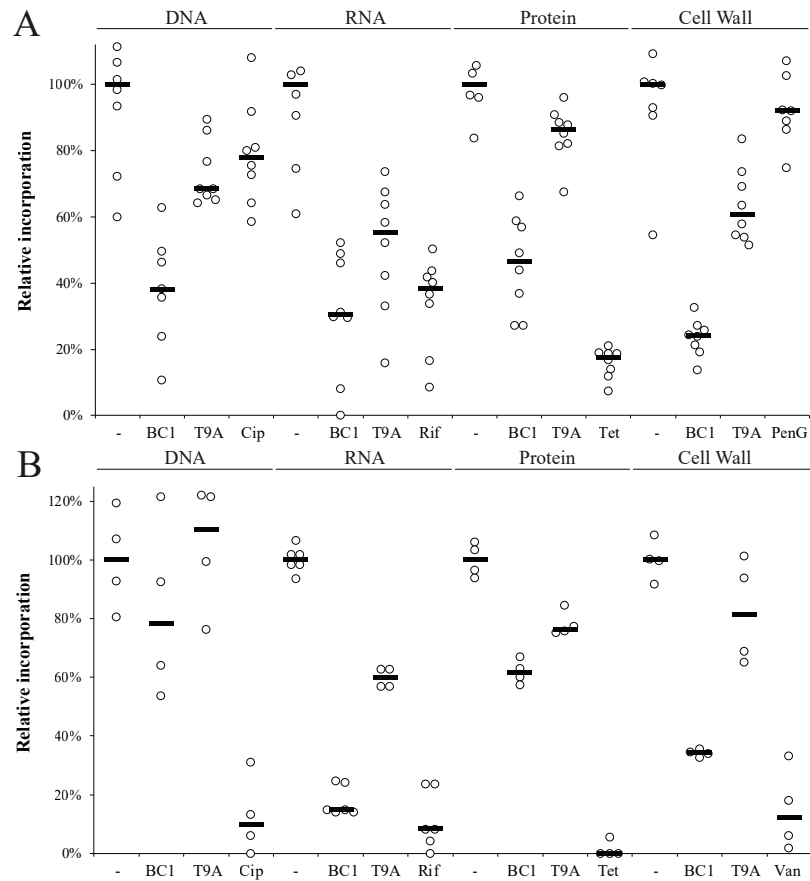 A
DNA RNA Protein Cell Wall
Relative incorporation
100%
80%
60%
40%
20%
0%
- BC1 T9A Cip - BC1 T9A Rif - BC1 T9A Tet - BC1 T9A PenG
B
DNA RNA Protein Cell Wall
Relative incorporation
120%
100%
80%
60%
40%
20%
0%
- BC1 T9A Cip - BC1 T9A Rif - BC1 T9A Tet - BC1 T9A Van